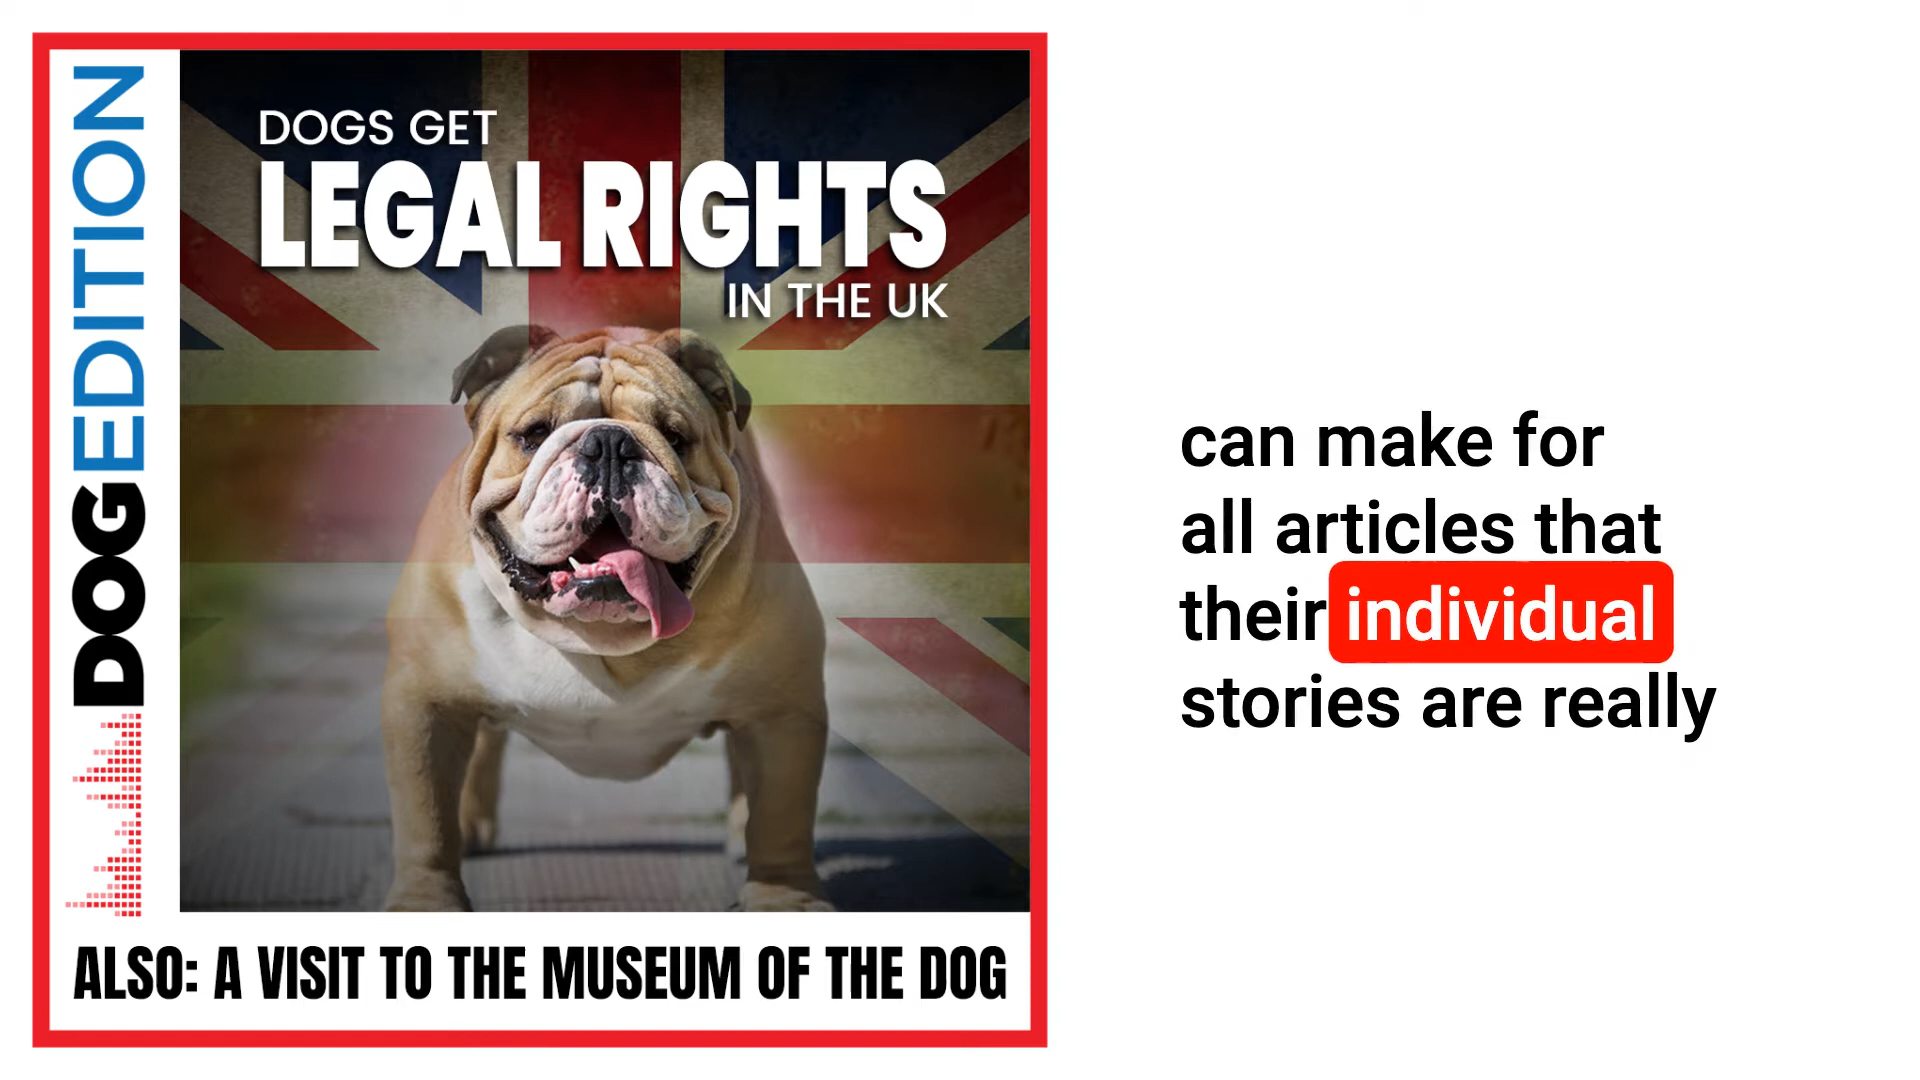 DOGEDITION
DOGS GET
LEGAL RIGHTS
IN THE UK
ALSO: A VISIT TO THE MUSEUM OF THE DOG
can make for
all articles that
their individual
stories are really